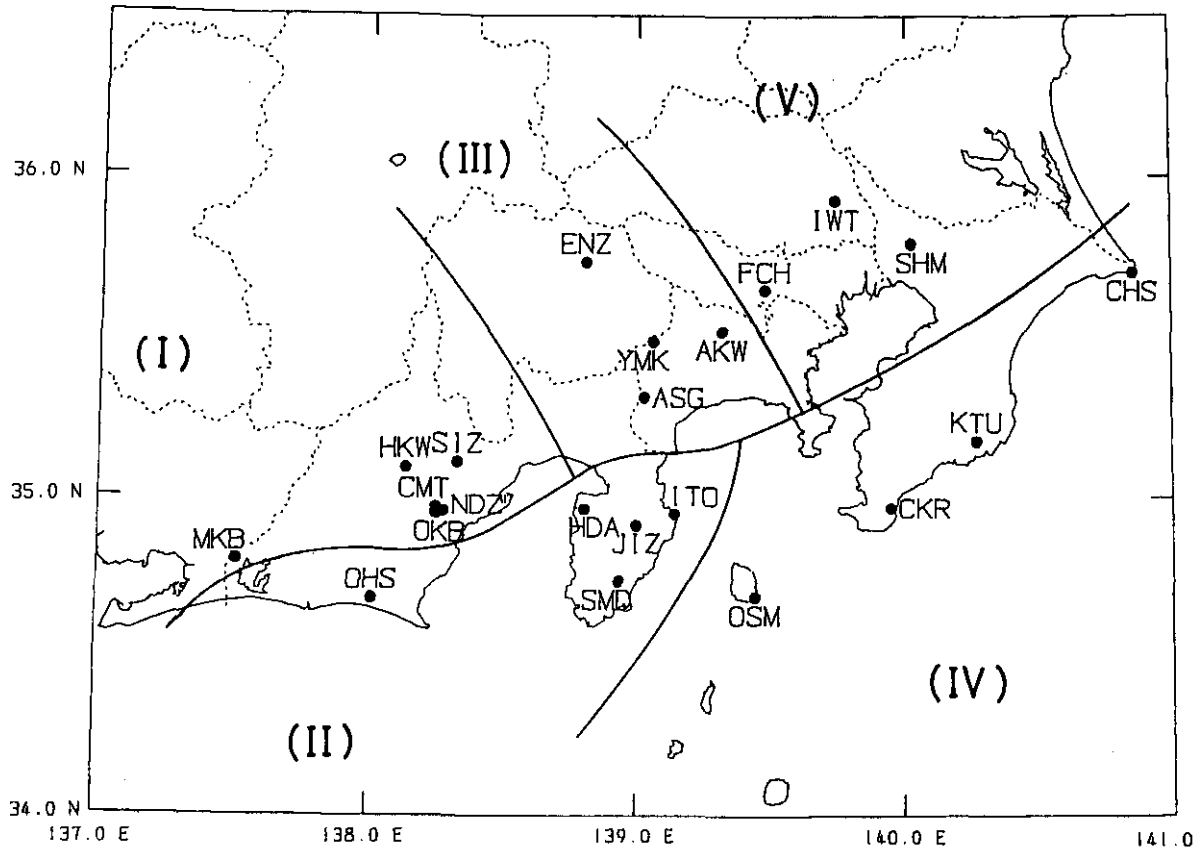 (V)
(III)
36.0 N
IWT
ENZ
FCH
SHM
CHS
(I)
YMK
AKW
ASG
KTU
HKW
SIZ
35.0 N
CMT
NDZ
ITO
OKB
CKR
HDA
JIZ
MKB
OHS
SMD
OSM
(IV)
(II)
34.0 N
137.0 E
138.0 E
139.0 E
140.0 E
141.0